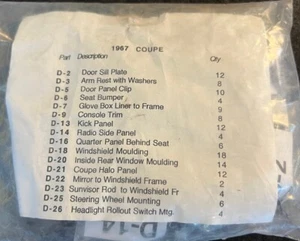 1967 COUPE
Part Description Qty
D-2 Door Sill Plate 12
D-3 Arm Rest with Washers 8
D-5 Door Panel Clip 10
D-6 Seat Bumper 4
D-7 Glove Box Liner to Frame 9
D-9 Console Trim 8
D-13 Kick Panel 12
D-14 Radio Side Panel 4
D-16 Quarter Panel Behind Seat 6
D-18 Windshield Moulding 18
D-20 Inside Rear Window Moulding 14
D-21 Coupe Halo Panel 12
D-22 Mirror to Windshield Frame 2
D-23 Sunvisor Rod to Windshield Fr 4
D-25 Steering Wheel Mounting 6
D-26 Headlight Rollout Switch Mtg. 4
D-14